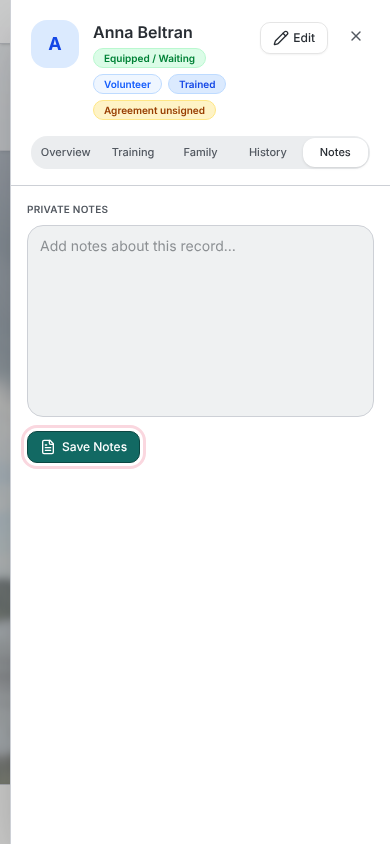 A
Anna Beltran
Edit
Equipped / Waiting
Volunteer Trained
Agreement unsigned
Overview Training Family History Notes
PRIVATE NOTES
Add notes about this record...
Save Notes